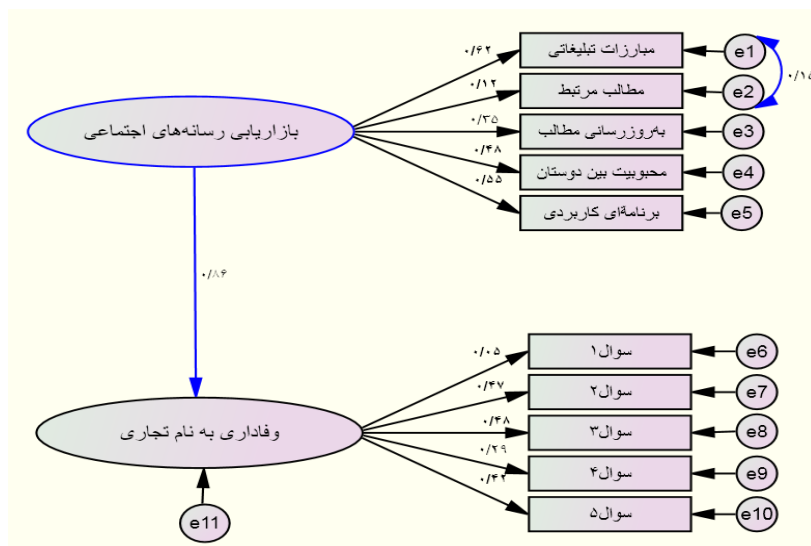 مبارزات تبلیغاتی
e1
۰/۶۲
مطالب مرتبط
e2
۰/۱۲
۰/۱۵
به‌روزرسانی مطالب
e3
۰/۳۵
محبوبیت بین دوستان
e4
۰/۴۸
برنامه‌ای کاربردی
e5
۰/۵۵
بازاریابی رسانه‌های اجتماعی
۰/۸۶
سوال۱
e6
۰/۰۵
سوال۲
e7
۰/۴۷
سوال۳
e8
۰/۴۸
سوال۴
e9
۰/۲۹
سوال۵
e10
۰/۴۲
وفاداری به نام تجاری
e11